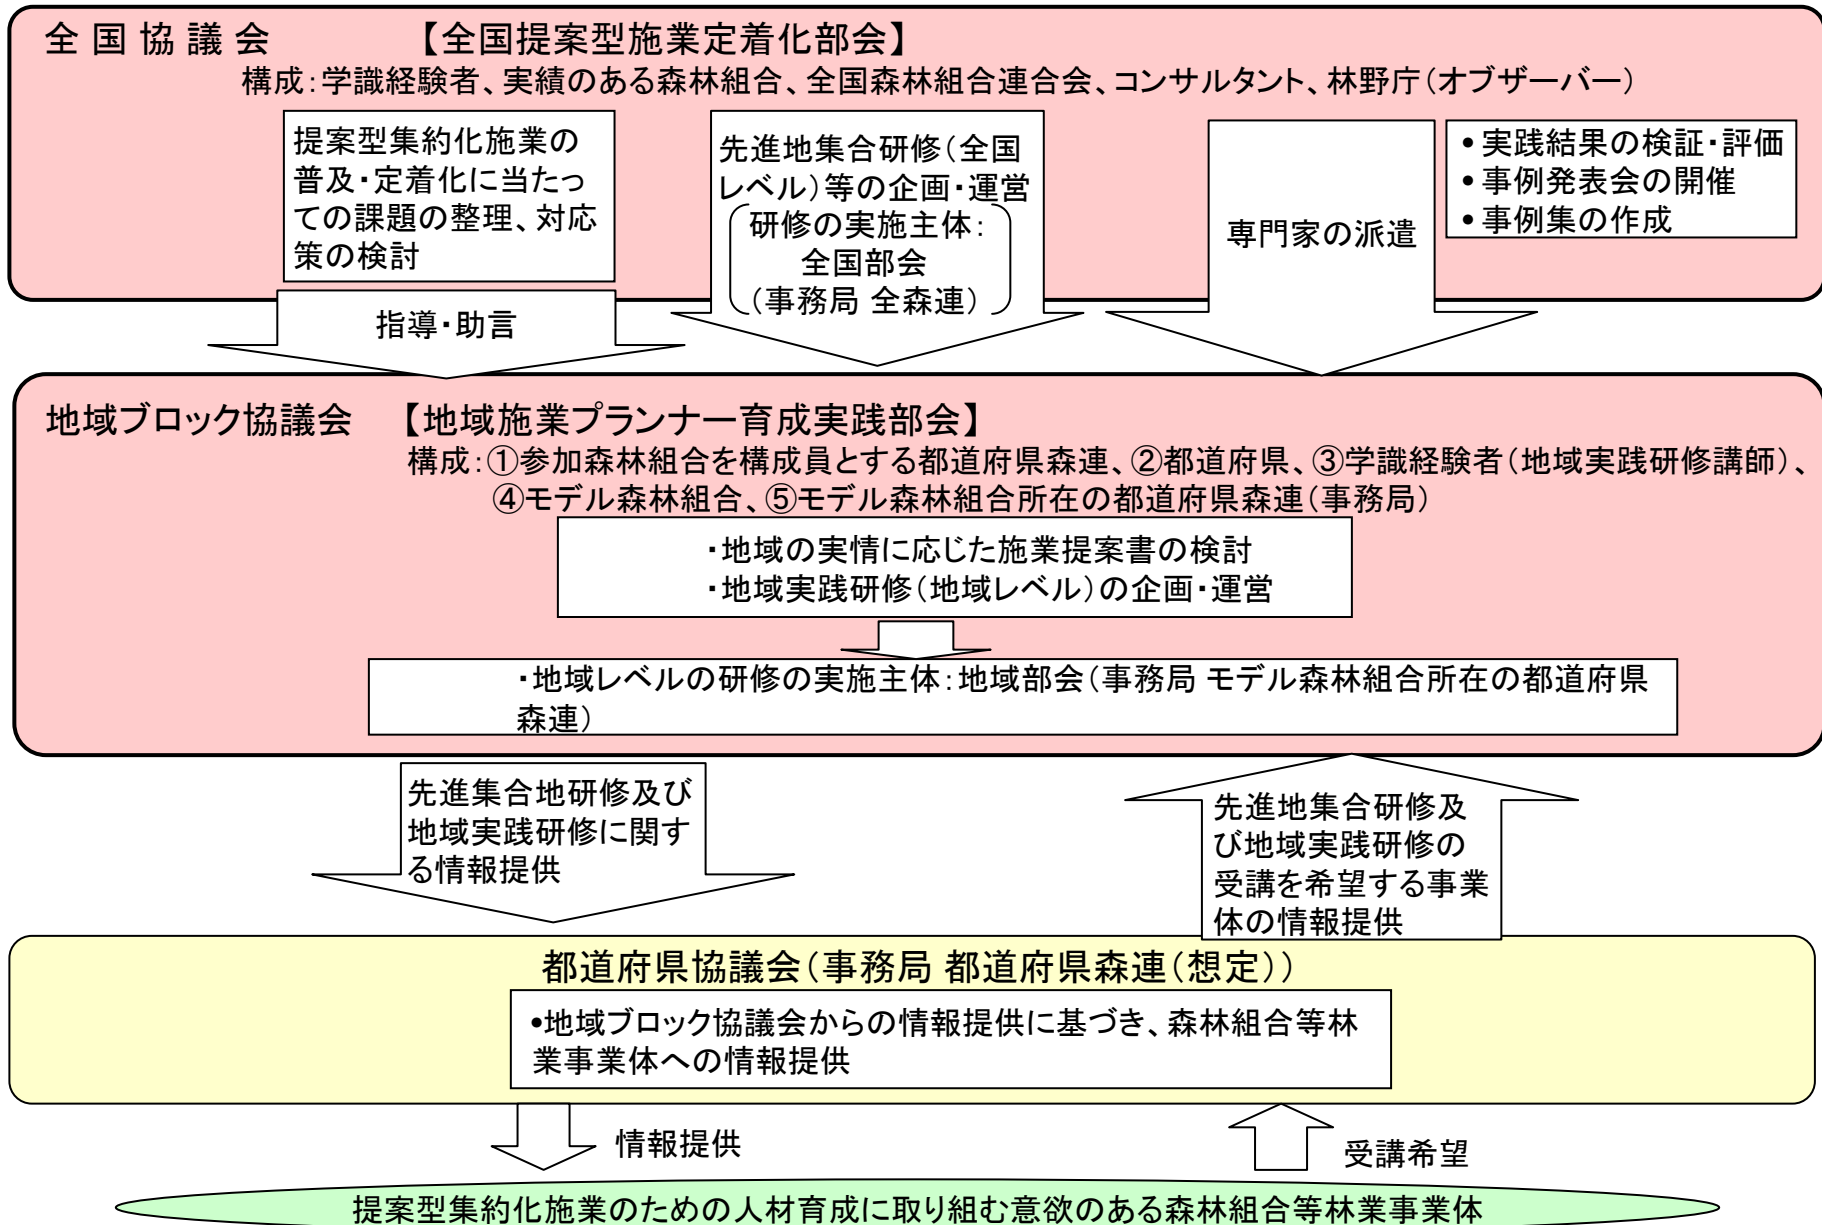 全 国 協 議 会　　　　【全国提案型施業定着化部会】
構成：学識経験者、実績のある森林組合、全国森林組合連合会、コンサルタント、林野庁（オブザーバー）
提案型集約化施業の
普及・定着化に当たっ
ての課題の整理、対応
策の検討
指導・助言
先進地集合研修（全国
レベル）等の企画・運営
研修の実施主体：
全国部会
（事務局 全森連）
専門家の派遣
• 実践結果の検証・評価
• 事例発表会の開催
• 事例集の作成
地域ブロック協議会　【地域施業プランナー育成実践部会】
構成：①参加森林組合を構成員とする都道府県森連、②都道府県、③学識経験者（地域実践研修講師）、
④モデル森林組合、⑤モデル森林組合所在の都道府県森連（事務局）
・地域の実情に応じた施業提案書の検討
・地域実践研修（地域レベル）の企画・運営
・地域レベルの研修の実施主体：地域部会（事務局 モデル森林組合所在の都道府県
森連）
先進集合地研修及び
地域実践研修に関す
る情報提供
先進地集合研修及
び地域実践研修の
受講を希望する事業
体の情報提供
都道府県協議会（事務局 都道府県森連（想定））
•地域ブロック協議会からの情報提供に基づき、森林組合等林
業事業体への情報提供
情報提供
受講希望
提案型集約化施業のための人材育成に取り組む意欲のある森林組合等林業事業体